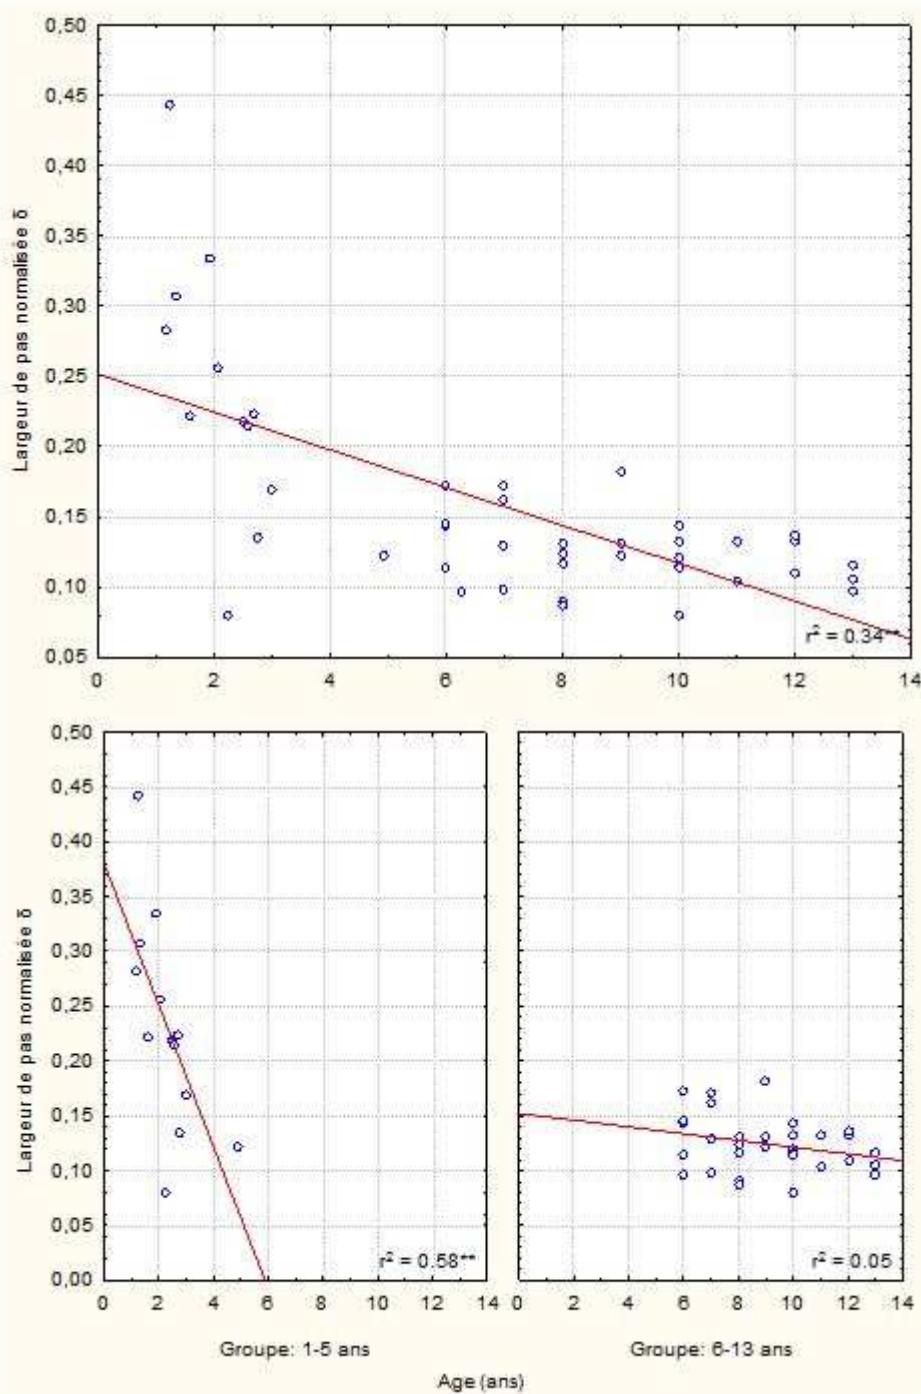 0,50
0,45
0,40
0,35
0,30
0,25
0,20
0,15
0,10
0,05
Largeur de pas normalisée δ
r² = 0.34**
0 2 4 6 8 10 12 14
0,50
0,45
0,40
0,35
0,30
0,25
0,20
0,15
0,10
0,05
0,00
Largeur de pas normalisée δ
r² = 0.58**
r² = 0.05
0 2 4 6 8 10 12 14
0 2 4 6 8 10 12 14
Groupe: 1-5 ans
Groupe: 6-13 ans
Age (ans)